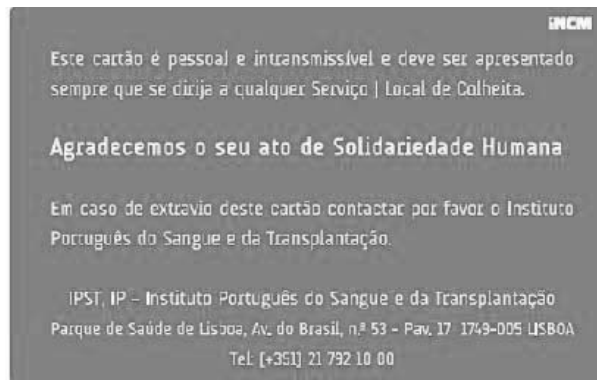 INCM
Este cartão é pessoal e intransmissível e deve ser apresentado
sempre que se dirija a qualquer Serviço | Local de Colheita.
Agradecemos o seu ato de Solidariedade Humana
Em caso de extravio deste cartão contactar por favor o Instituto
Português do Sangue e da Transplantação.
IPST, IP – Instituto Português do Sangue e da Transplantação
Parque de Saúde de Lisboa, Av. do Brasil, n.º 53 – Pav. 17 1749-005 LISBOA
Tel: [+351] 21 792 10 00